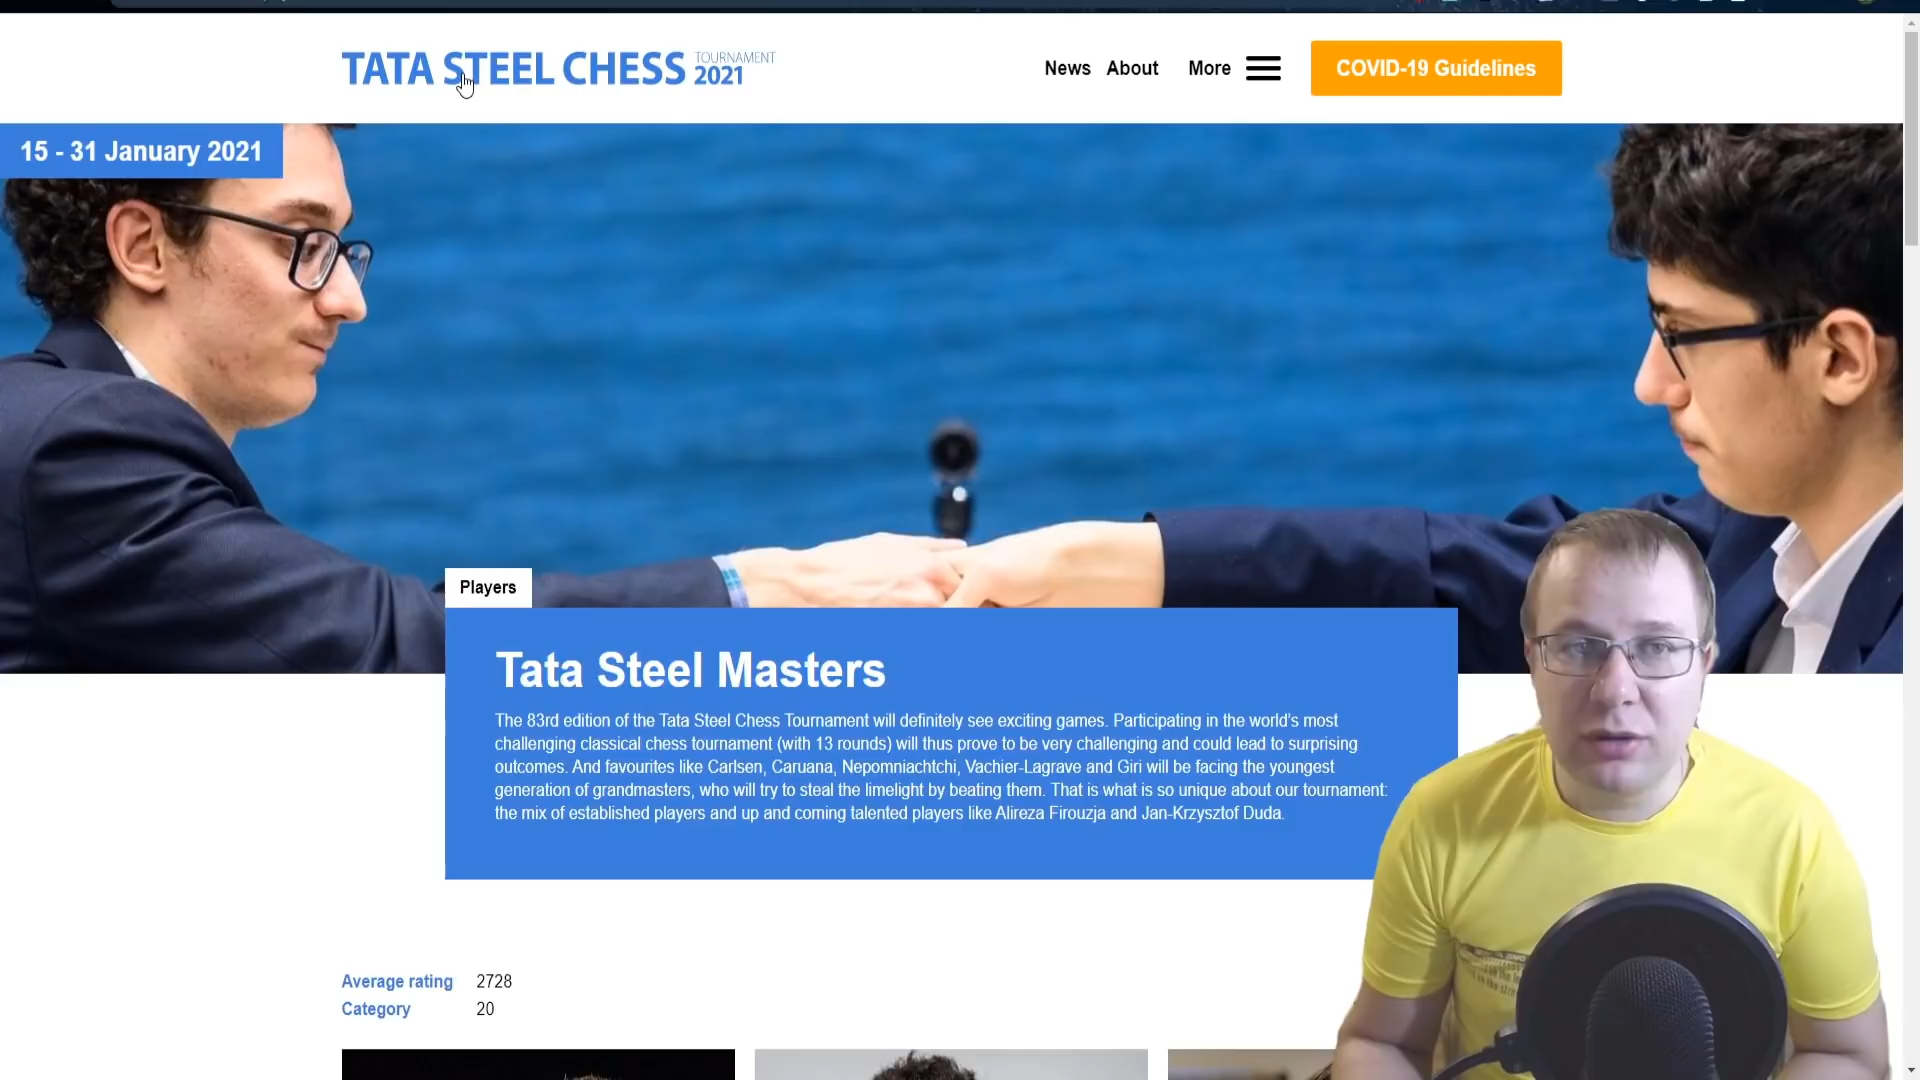 TATA STEEL CHESS TOURNAMENT 2021
News About More COVID-19 Guidelines
15 - 31 January 2021
Players
Tata Steel Masters
The 83rd edition of the Tata Steel Chess Tournament will definitely see exciting games. Participating in the world's most
challenging classical chess tournament (with 13 rounds) will thus prove to be very challenging and could lead to surprising
outcomes. And favourites like Carlsen, Caruana, Nepomniachtchi, Vachier-Lagrave and Giri will be facing the youngest
generation of grandmasters, who will try to steal the limelight by beating them. That is what is so unique about our tournament:
the mix of established players and up and coming talented players like Alireza Firouzja and Jan-Krzysztof Duda.
Average rating 2728
Category 20